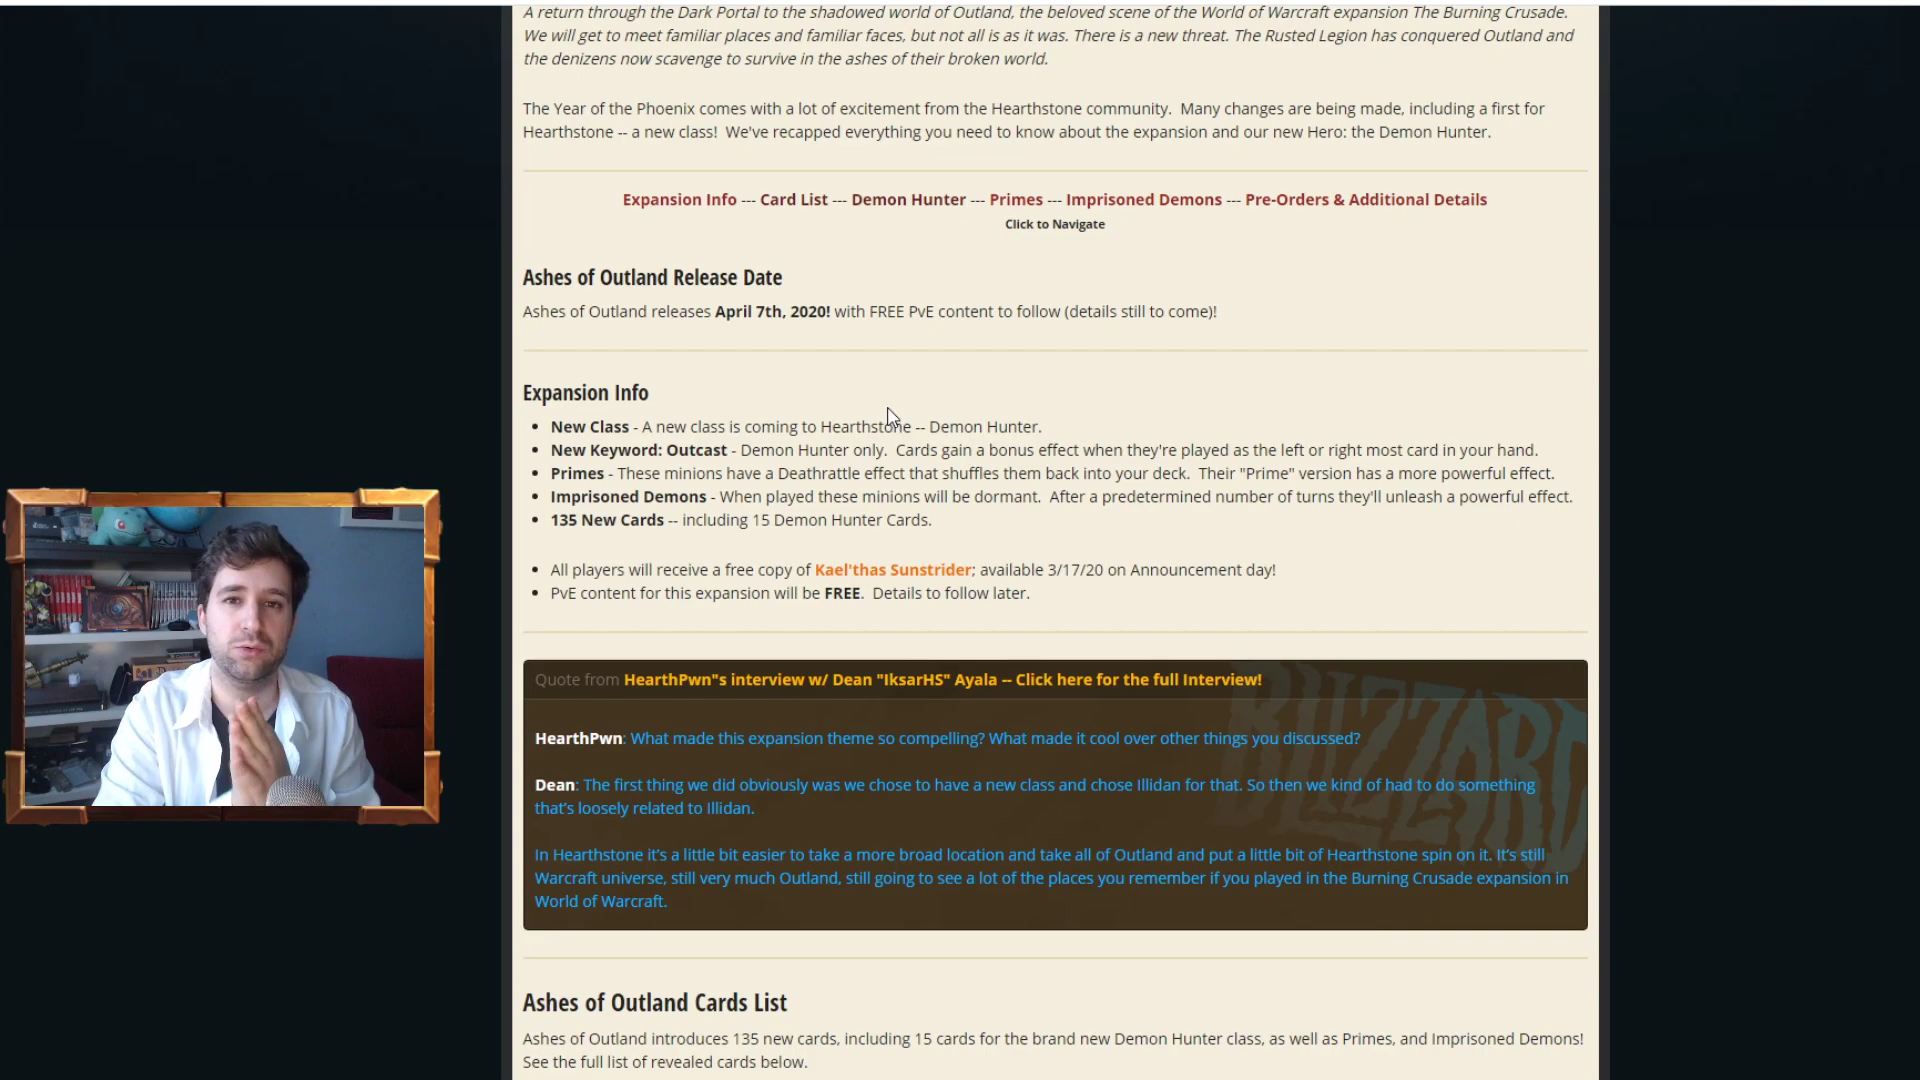 A return through the Dark Portal to the shadowed world of Outland, the beloved scene of the World of Warcraft expansion The Burning Crusade.
We will get to meet familiar places and familiar faces, but not all is as it was. There is a new threat. The Rusted Legion has conquered Outland and
the denizens now scavenge to survive in the ashes of their broken world.
The Year of the Phoenix comes with a lot of excitement from the Hearthstone community. Many changes are being made, including a first for
Hearthstone -- a new class! We've recapped everything you need to know about the expansion and our new Hero: the Demon Hunter.
Expansion Info --- Card List --- Demon Hunter --- Primes --- Imprisoned Demons --- Pre-Orders & Additional Details
Click to Navigate
Ashes of Outland Release Date
Ashes of Outland releases April 7th, 2020! with FREE PvE content to follow (details still to come)!
Expansion Info
• New Class - A new class is coming to Hearthstone -- Demon Hunter.
• New Keyword: Outcast - Demon Hunter only. Cards gain a bonus effect when they're played as the left or right most card in your hand.
• Primes - These minions have a Deathrattle effect that shuffles them back into your deck. Their "Prime" version has a more powerful effect.
• Imprisoned Demons - When played these minions will be dormant. After a predetermined number of turns they'll unleash a powerful effect.
• 135 New Cards -- including 15 Demon Hunter Cards.
• All players will receive a free copy of Kael'thas Sunstrider; available 3/17/20 on Announcement day!
• PvE content for this expansion will be FREE. Details to follow later.
Quote from HearthPwn"s interview w/ Dean "IksarHS" Ayala -- Click here for the full Interview!
BLIZZARD
HearthPwn: What made this expansion theme so compelling? What made it cool over other things you discussed?
Dean: The first thing we did obviously was we chose to have a new class and chose Illidan for that. So then we kind of had to do something
that's loosely related to Illidan.
In Hearthstone it's a little bit easier to take a more broad location and take all of Outland and put a little bit of Hearthstone spin on it. It's still
Warcraft universe, still very much Outland, still going to see a lot of the places you remember if you played in the Burning Crusade expansion in
World of Warcraft.
Ashes of Outland Cards List
Ashes of Outland introduces 135 new cards, including 15 cards for the brand new Demon Hunter class, as well as Primes, and Imprisoned Demons!
See the full list of revealed cards below.